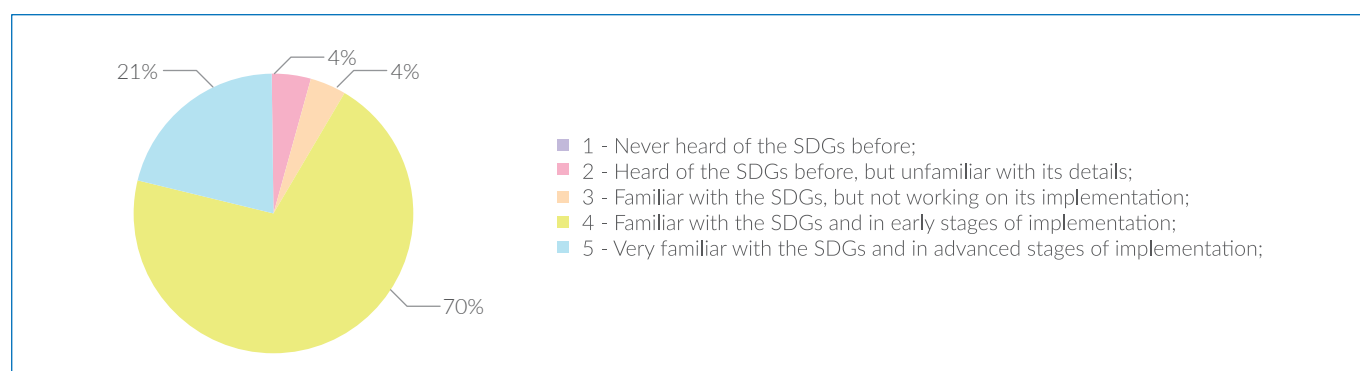 4%
21%
4%
70%
1 - Never heard of the SDGs before;
2 - Heard of the SDGs before, but unfamiliar with its details;
3 - Familiar with the SDGs, but not working on its implementation;
4 - Familiar with the SDGs and in early stages of implementation;
5 - Very familiar with the SDGs and in advanced stages of implementation;